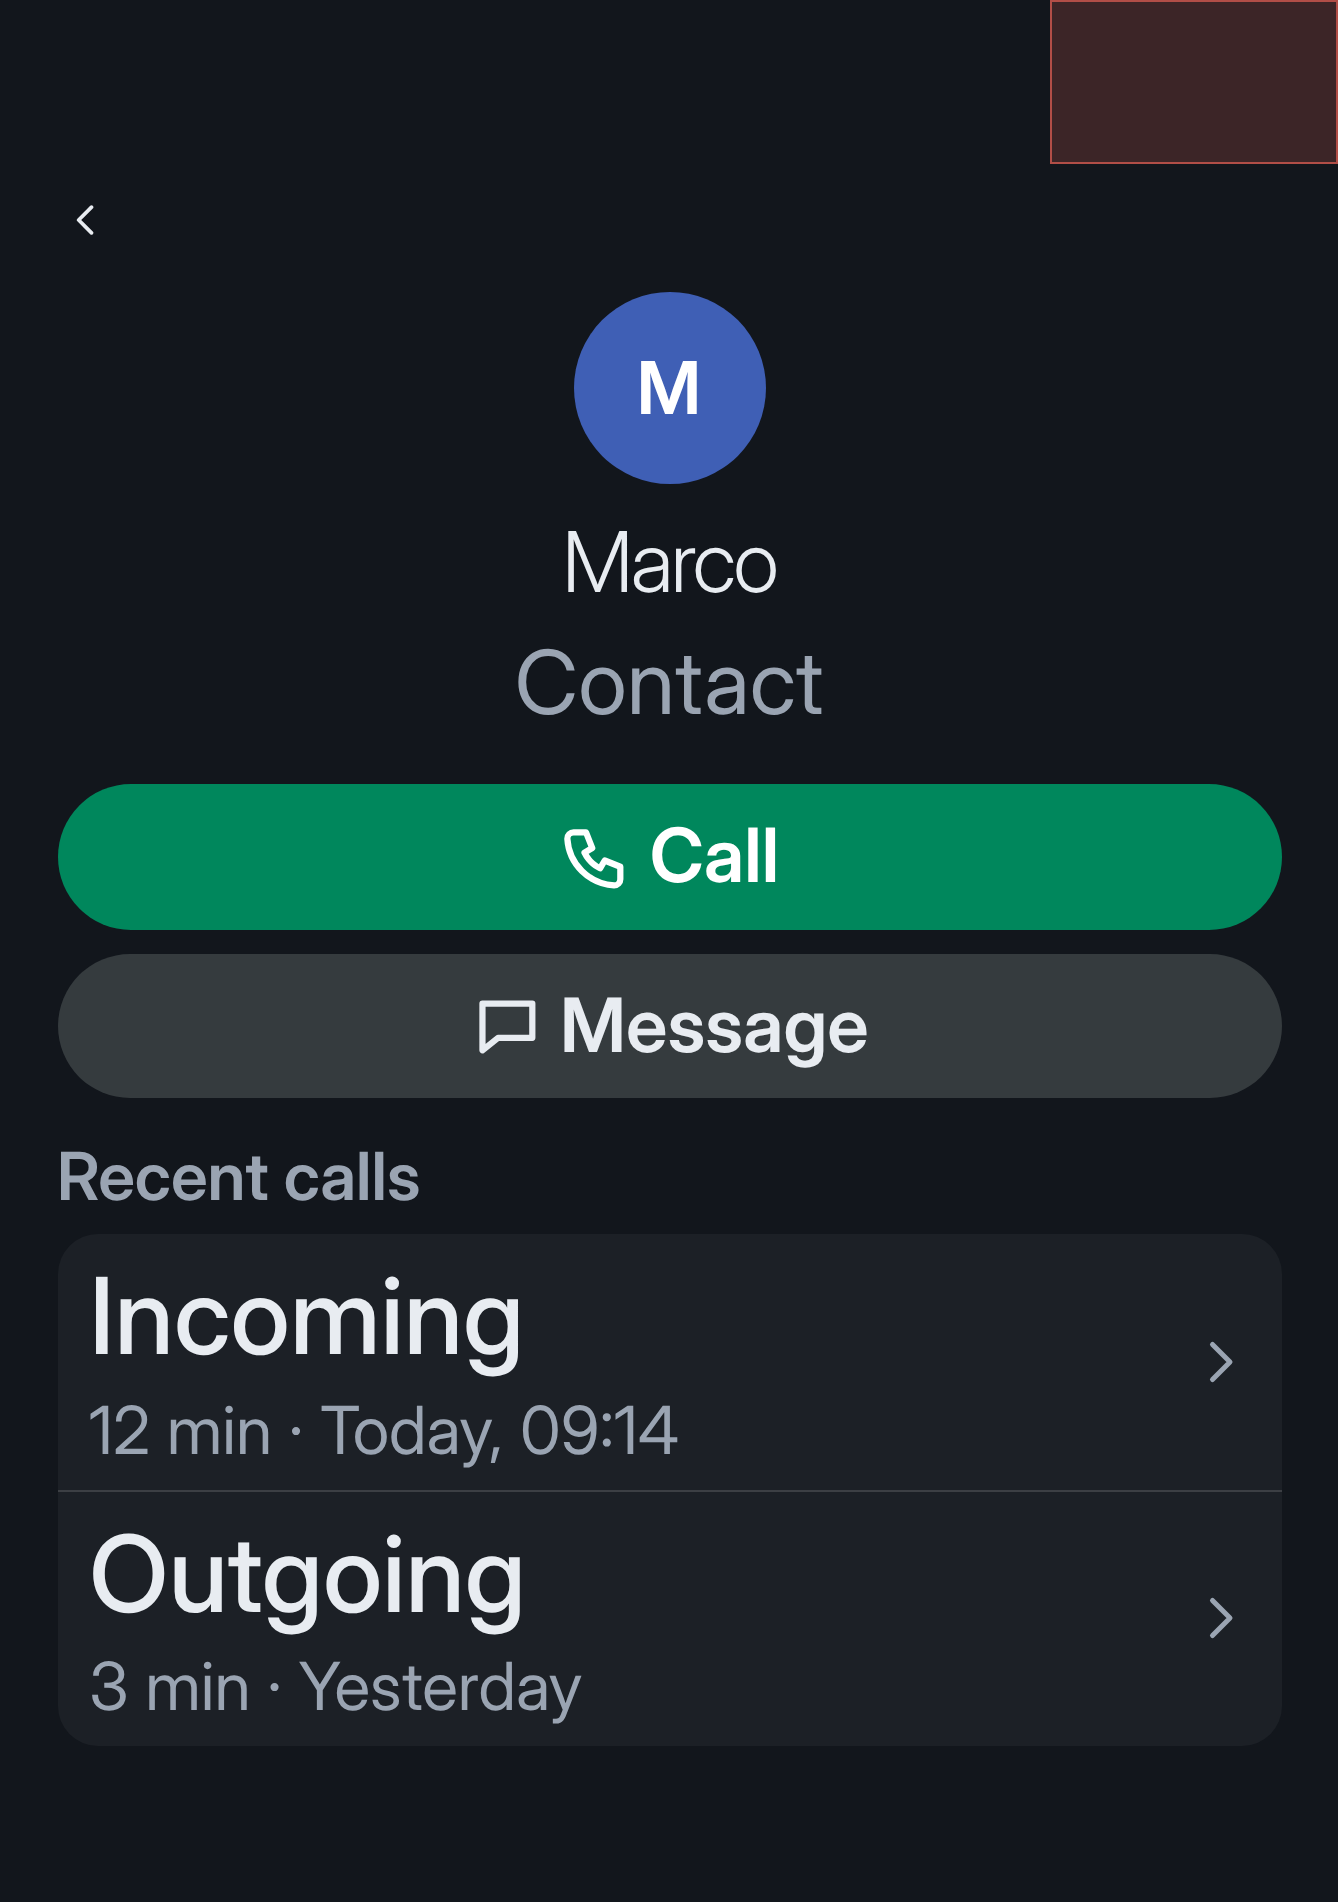 M
Marco
Contact
Call
Message
Recent calls
Incoming
12 min · Today, 09:14
Outgoing
3 min · Yesterday